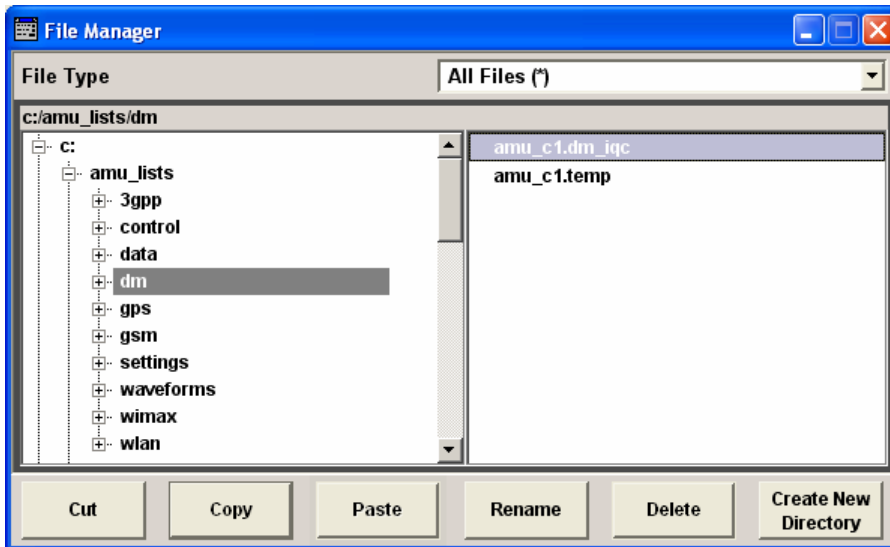 File Manager
File Type
All Files (*)
c:/amu_lists/dm
c:
amu_lists
3gpp
control
data
dm
gps
gsm
settings
waveforms
wimax
wlan
amu_c1.dm_iqc
amu_c1.temp
Cut
Copy
Paste
Rename
Delete
Create New
Directory